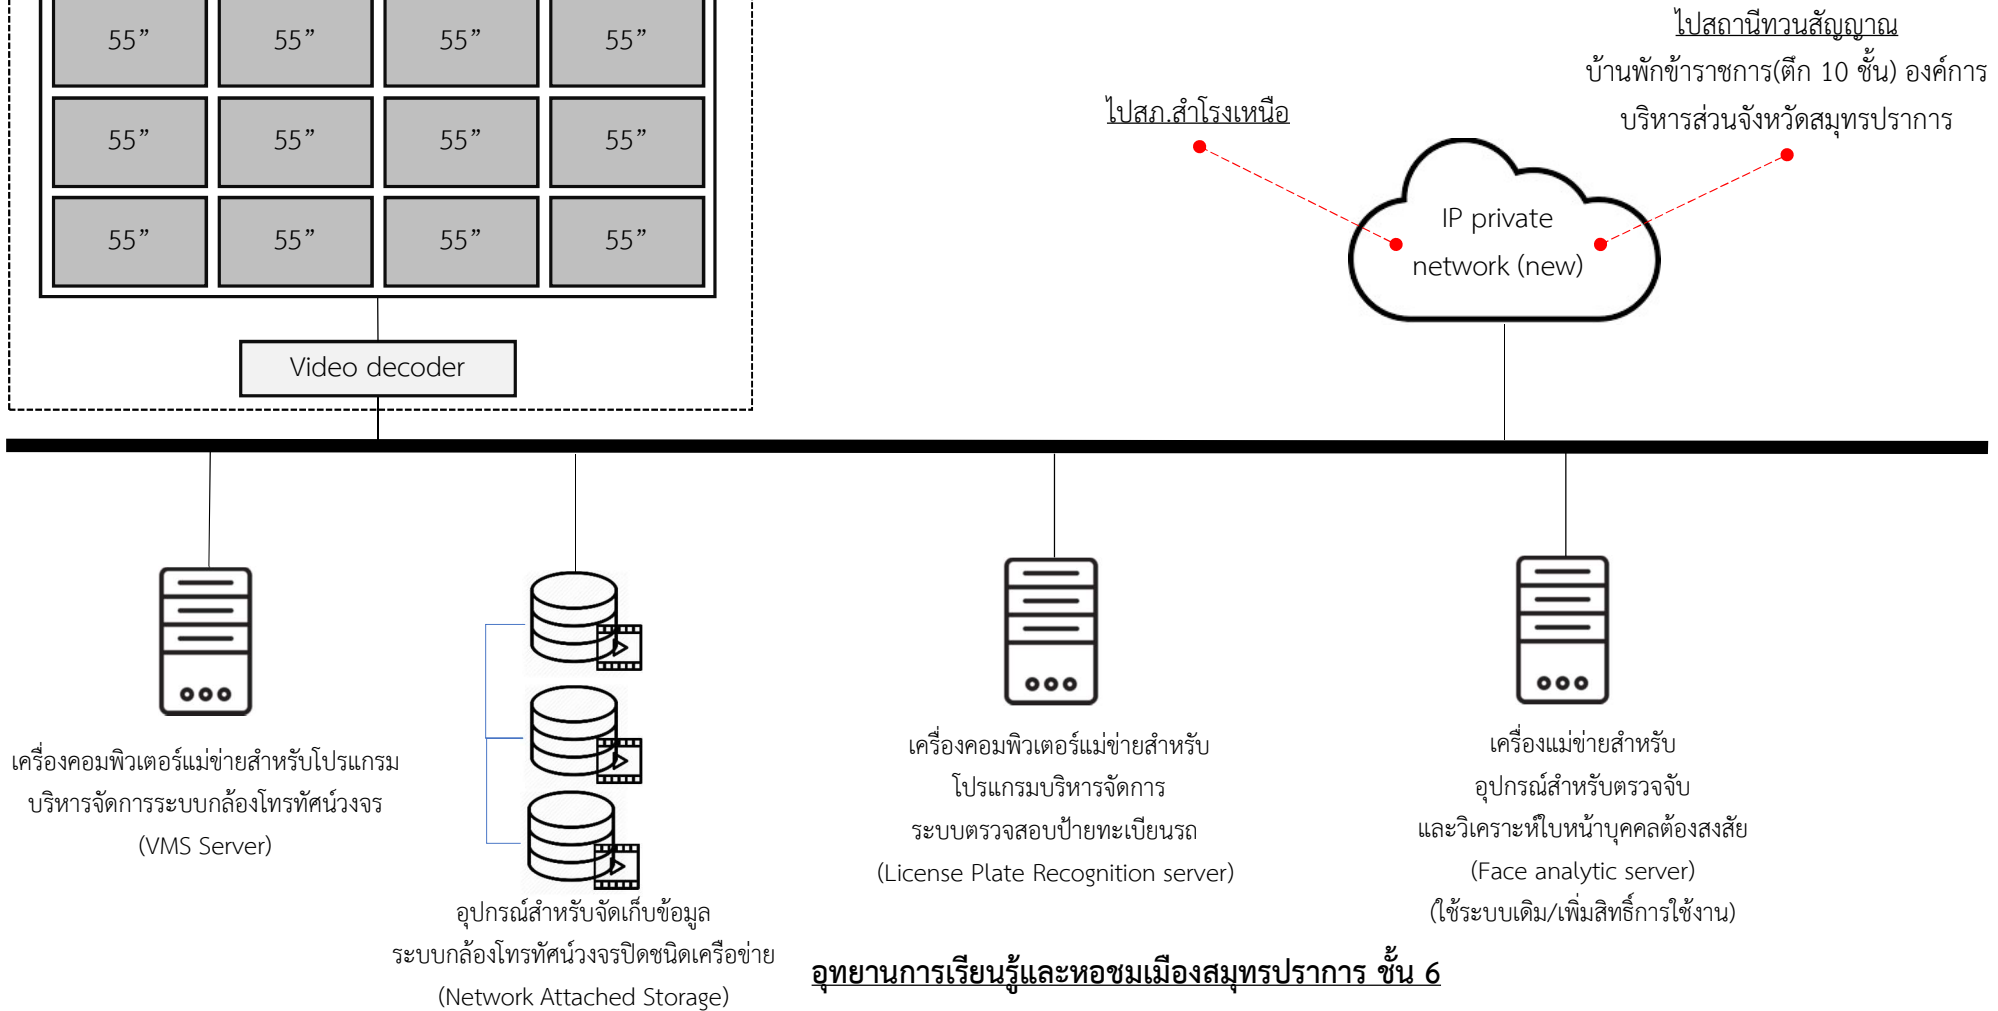 55” 55” 55” 55”
55” 55” 55” 55”
55” 55” 55” 55”
Video decoder
ไปสภ.สำโรงเหนือ
ไปสถานีทวนสัญญาณ
บ้านพักข้าราชการ(ตึก 10 ชั้น) องค์การ
บริหารส่วนจังหวัดสมุทรปราการ
IP private
network (new)
เครื่องคอมพิวเตอร์แม่ข่ายสำหรับโปรแกรม
บริหารจัดการระบบกล้องโทรทัศน์วงจร
(VMS Server)
อุปกรณ์สำหรับจัดเก็บข้อมูล
ระบบกล้องโทรทัศน์วงจรปิดชนิดเครือข่าย
(Network Attached Storage)
เครื่องคอมพิวเตอร์แม่ข่ายสำหรับ
โปรแกรมบริหารจัดการ
ระบบตรวจสอบป้ายทะเบียนรถ
(License Plate Recognition server)
เครื่องแม่ข่ายสำหรับ
อุปกรณ์สำหรับตรวจจับ
และวิเคราะห์ใบหน้าบุคคลต้องสงสัย
(Face analytic server)
(ใช้ระบบเดิม/เพิ่มสิทธิ์การใช้งาน)
อุทยานการเรียนรู้และหอชมเมืองสมุทรปราการ ชั้น 6